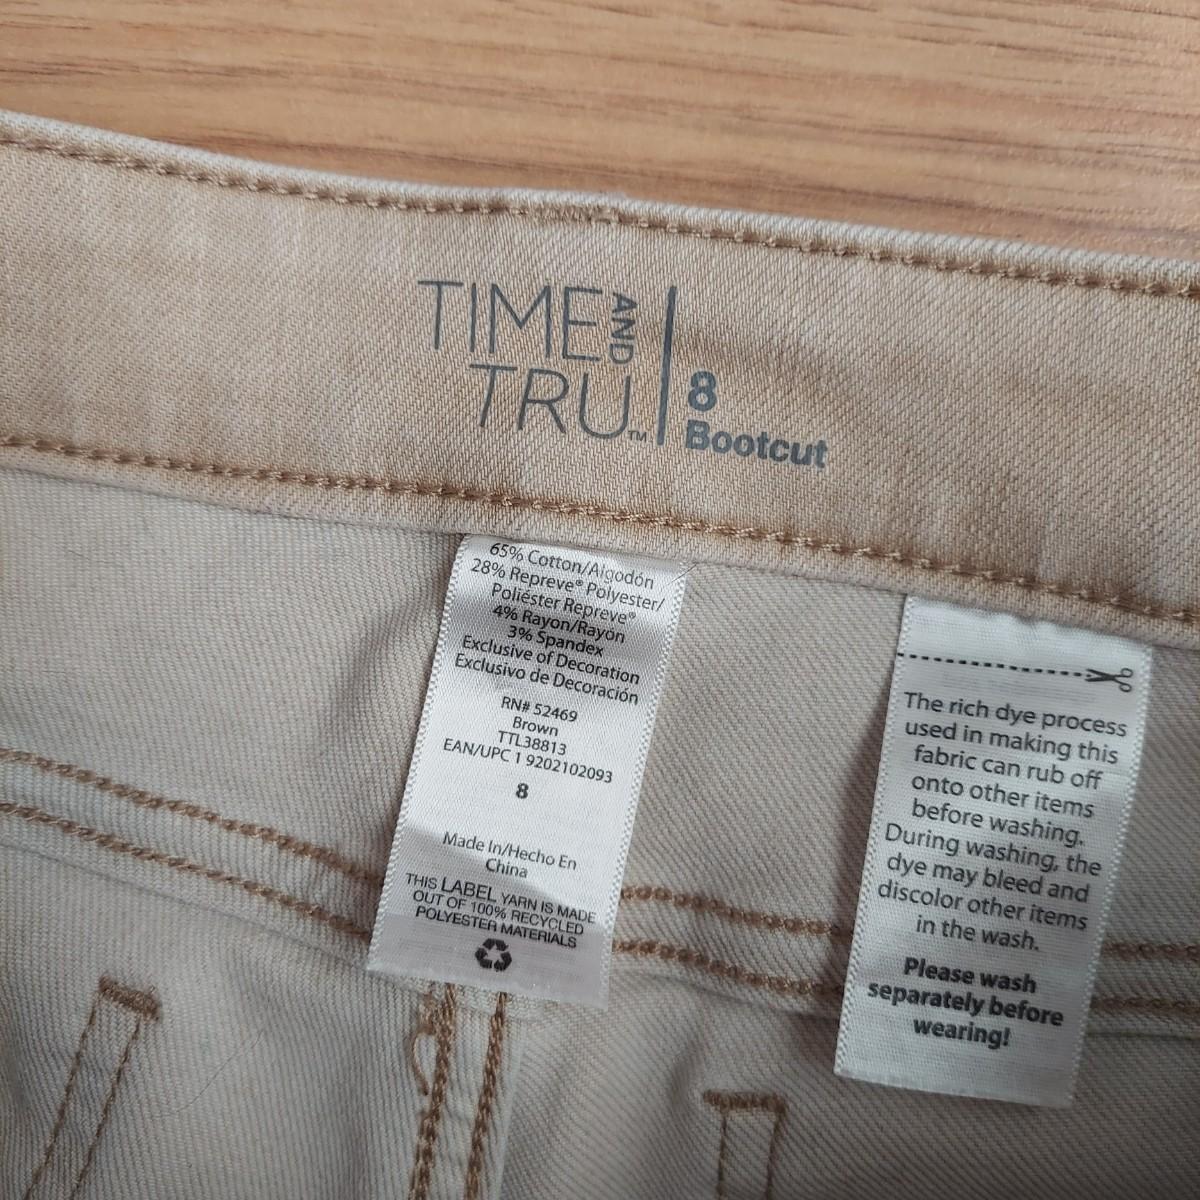 TIME AND
TRU™
8
Bootcut
65% Cotton/Algodón
28% Repreve® Polyester/
Poliéster Repreve®
4% Rayon/Rayón
3% Spandex
Exclusive of Decoration
Exclusivo de Decoración
RN# 52469
Brown
TTL38813
EAN/UPC 1 9202102093
8
Made In/Hecho En
China
THIS LABEL YARN IS MADE
OUT OF 100% RECYCLED
POLYESTER MATERIALS
The rich dye process
used in making this
fabric can rub off
onto other items
before washing.
During washing, the
dye may bleed and
discolor other items
in the wash.
Please wash
separately before
wearing!